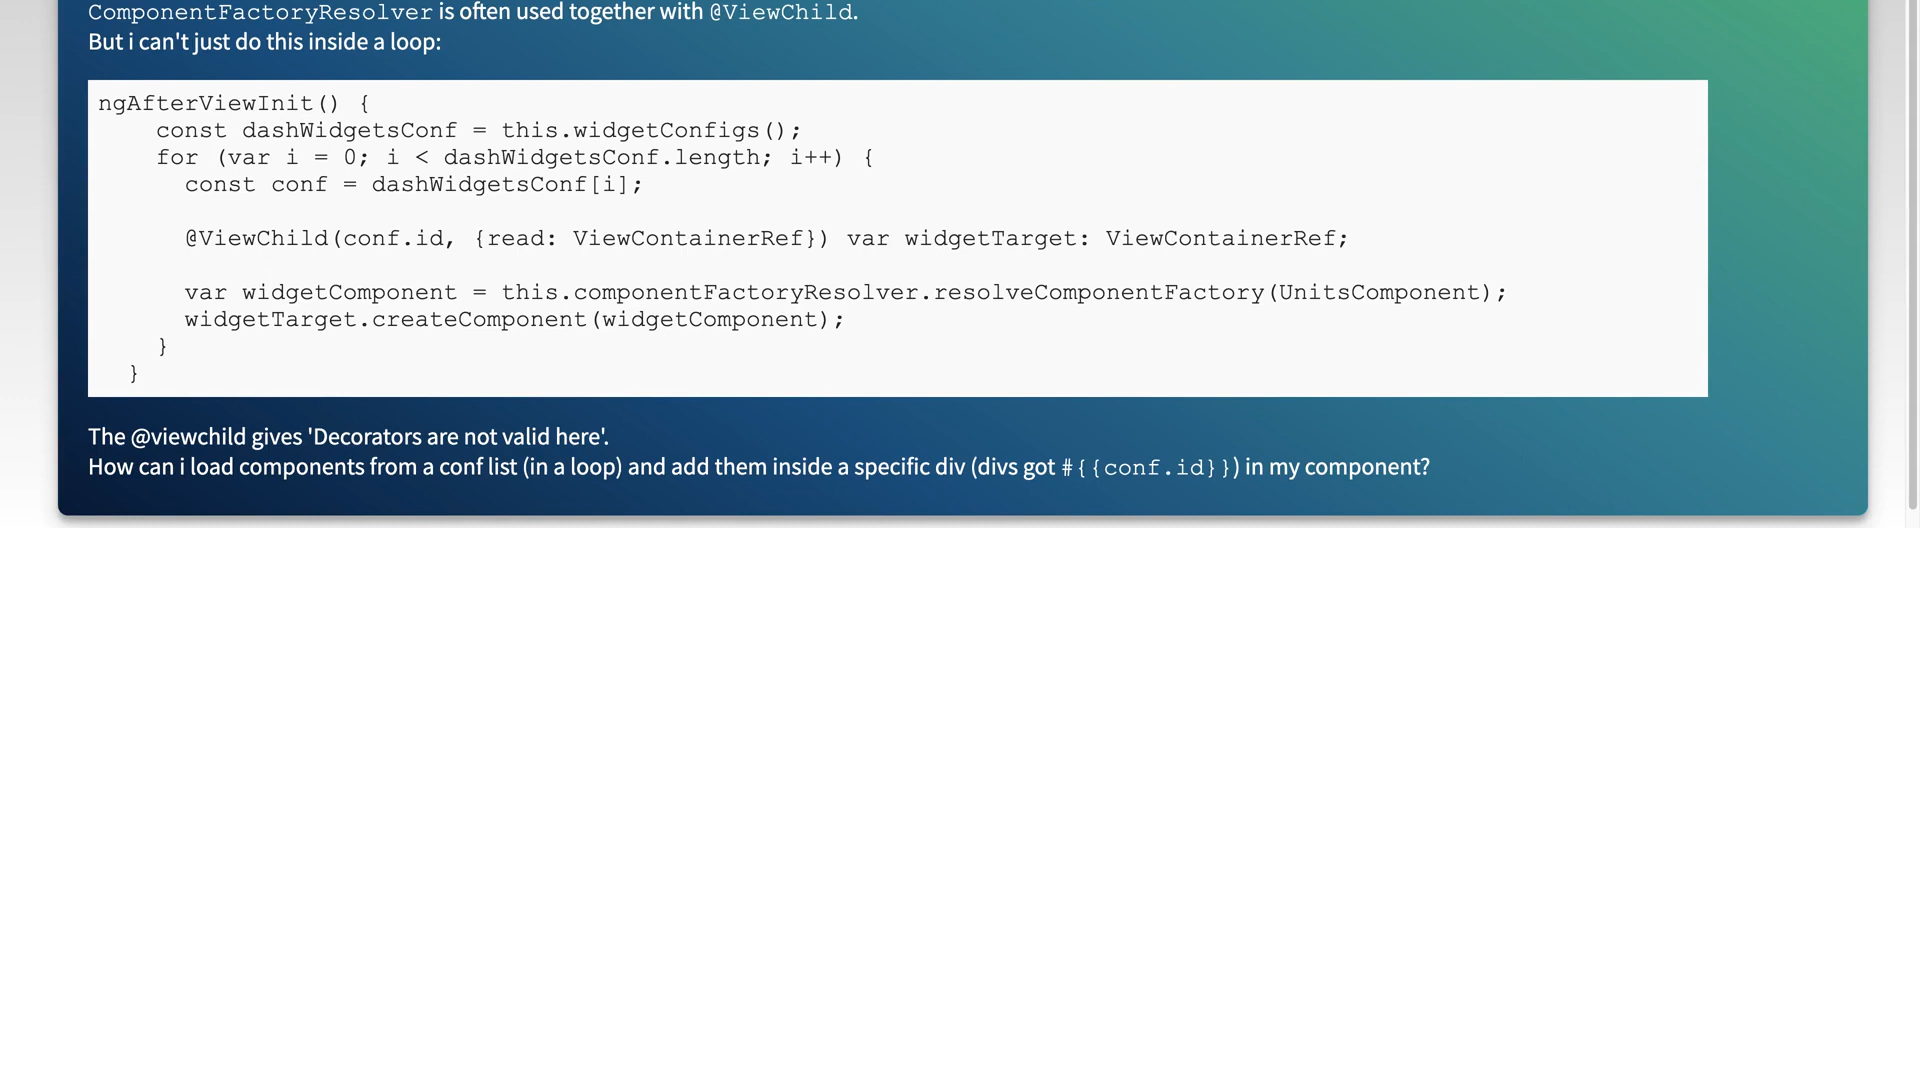 ComponentFactoryResolver is often used together with @ViewChild.
But i can't just do this inside a loop:
ngAfterViewInit() {
    const dashWidgetsConf = this.widgetConfigs();
    for (var i = 0; i < dashWidgetsConf.length; i++) {
      const conf = dashWidgetsConf[i];
      @ViewChild(conf.id, {read: ViewContainerRef}) var widgetTarget: ViewContainerRef;
      var widgetComponent = this.componentFactoryResolver.resolveComponentFactory(UnitsComponent);
      widgetTarget.createComponent(widgetComponent);
    }
  }
The @viewchild gives 'Decorators are not valid here'.
How can i load components from a conf list (in a loop) and add them inside a specific div (divs got #{{conf.id}}) in my component?